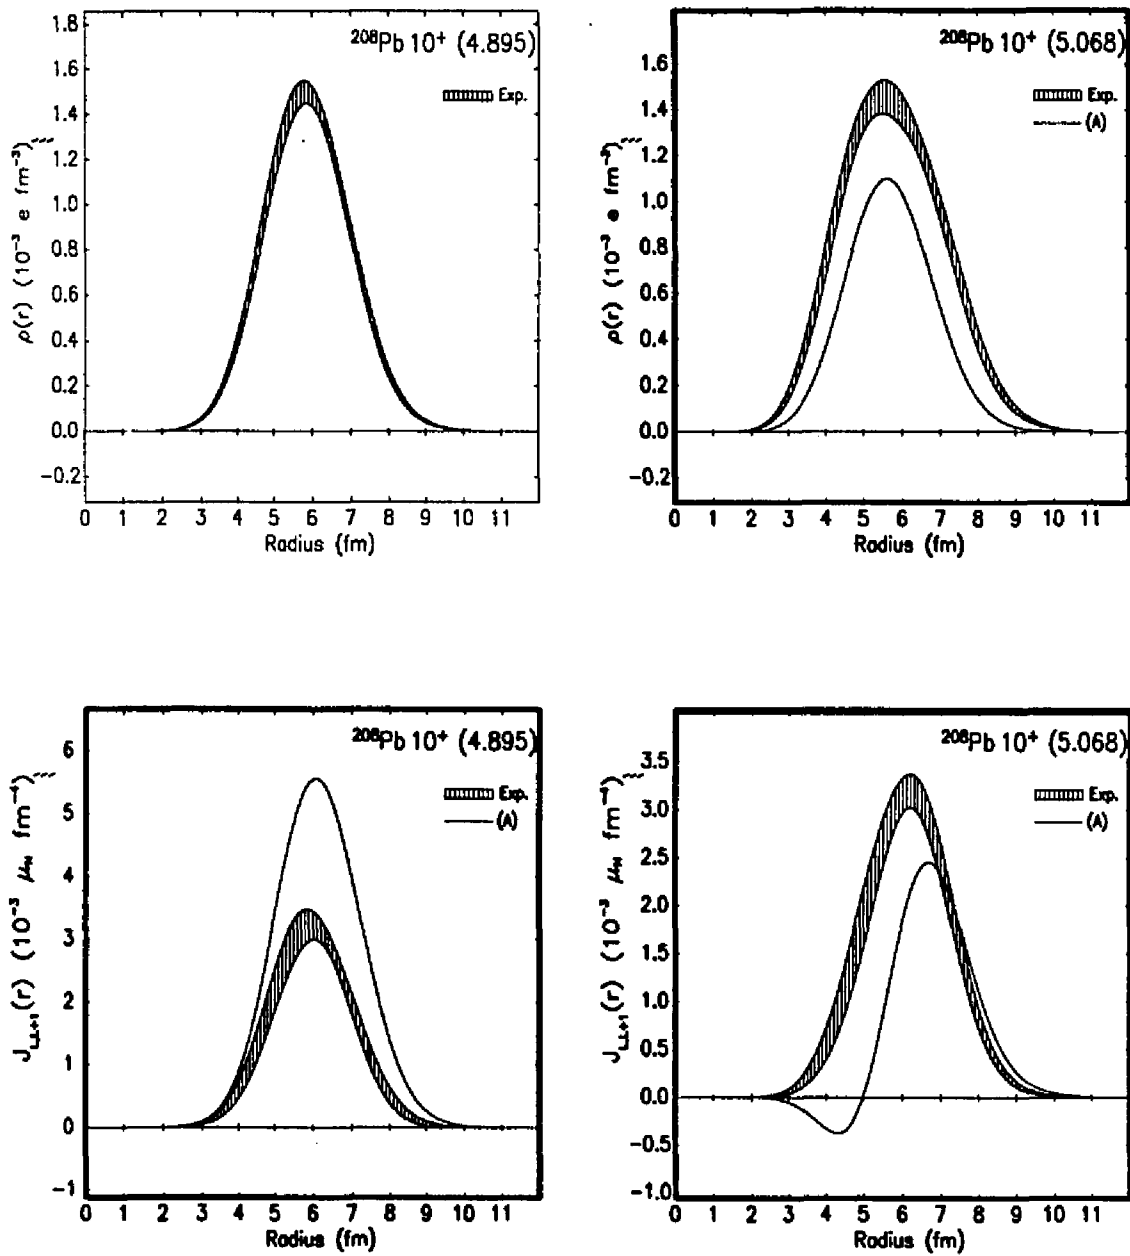 ²⁰⁸Pb 10⁺ (4.895)
Exp.
ρ(r) (10⁻³ e fm⁻³)
1.8
1.6
1.4
1.2
1.0
0.8
0.6
0.4
0.2
0.0
−0.2
0 1 2 3 4 5 6 7 8 9 10 11
Radius (fm)
²⁰⁸Pb 10⁺ (5.068)
Exp.
(A)
ρ(r) (10⁻³ e fm⁻³)
1.6
1.4
1.2
1.0
0.8
0.6
0.4
0.2
0.0
−0.2
0 1 2 3 4 5 6 7 8 9 10 11
Radius (fm)
²⁰⁸Pb 10⁺ (4.895)
Exp.
(A)
J_{L,L+1}(r) (10⁻³ μ_N fm⁻⁴)
6
5
4
3
2
1
0
−1
0 1 2 3 4 5 6 7 8 9 10 11
Radius (fm)
²⁰⁸Pb 10⁺ (5.068)
Exp.
(A)
J_{L,L+1}(r) (10⁻³ μ_N fm⁻⁴)
3.5
3.0
2.5
2.0
1.5
1.0
0.5
0.0
−0.5
−1.0
0 1 2 3 4 5 6 7 8 9 10 11
Radius (fm)